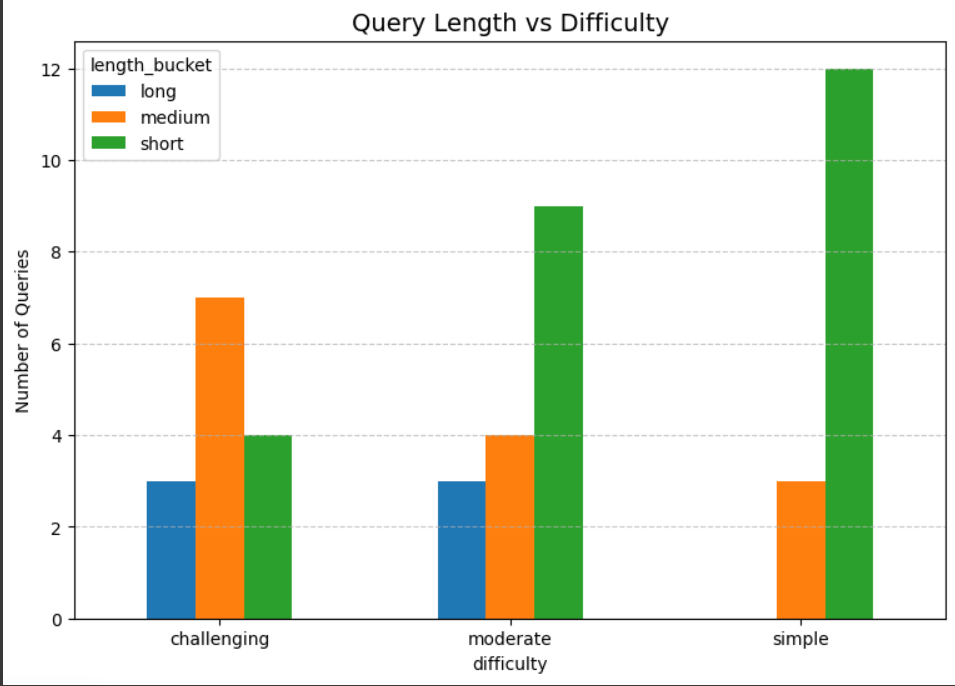 Query Length vs Difficulty
length_bucket
long
medium
short
Number of Queries
12
10
8
6
4
2
0
challenging
moderate
simple
difficulty